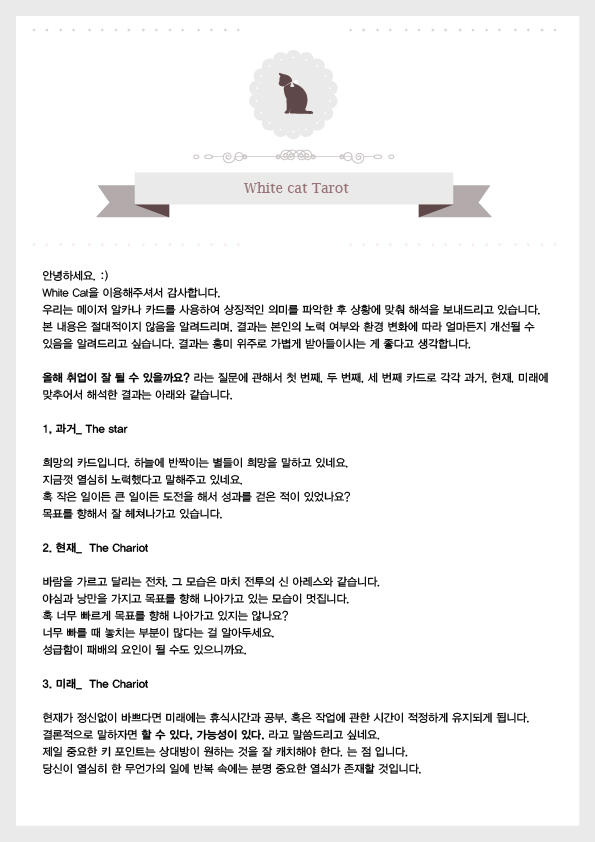 White cat Tarot
안녕하세요. :)
White Cat을 이용해주셔서 감사합니다.
우리는 메이저 알카나 카드를 사용하여 상징적인 의미를 파악한 후 상황에 맞춰 해석을 보내드리고 있습니다.
본 내용은 절대적이지 않음을 알려드리며, 결과는 본인의 노력 여부와 환경 변화에 따라 얼마든지 개선될 수
있음을 알려드리고 싶습니다. 결과는 흥미 위주로 가볍게 받아들이시는 게 좋다고 생각합니다.
올해 취업이 잘 될 수 있을까요? 라는 질문에 관해서 첫 번째, 두 번째, 세 번째 카드로 각각 과거, 현재, 미래에
맞추어서 해석한 결과는 아래와 같습니다.
1. 과거_ The star
희망의 카드입니다. 하늘에 반짝이는 별들이 희망을 말하고 있네요.
지금껏 열심히 노력했다고 말해주고 있네요.
혹 작은 일이든 큰 일이든 도전을 해서 성과를 걷은 적이 있었나요?
목표를 향해서 잘 헤쳐나가고 있습니다.
2. 현재_ The Chariot
바람을 가르고 달리는 전차, 그 모습은 마치 전투의 신 아레스와 같습니다.
야심과 낭만을 가지고 목표를 향해 나아가고 있는 모습이 멋집니다.
혹 너무 빠르게 목표를 향해 나아가고 있지는 않나요?
너무 빠를 때 놓치는 부분이 많다는 걸 알아두세요.
성급함이 패배의 요인이 될 수도 있으니까요.
3. 미래_ The Chariot
현재가 정신없이 바쁘다면 미래에는 휴식시간과 공부, 혹은 작업에 관한 시간이 적정하게 유지되게 됩니다.
결론적으로 말하자면 할 수 있다, 가능성이 있다, 라고 말씀드리고 싶네요.
제일 중요한 키 포인트는 상대방이 원하는 것을 잘 캐치해야 한다. 는 점 입니다.
당신이 열심히 한 무언가의 일에 반복 속에는 분명 중요한 열쇠가 존재할 것입니다.